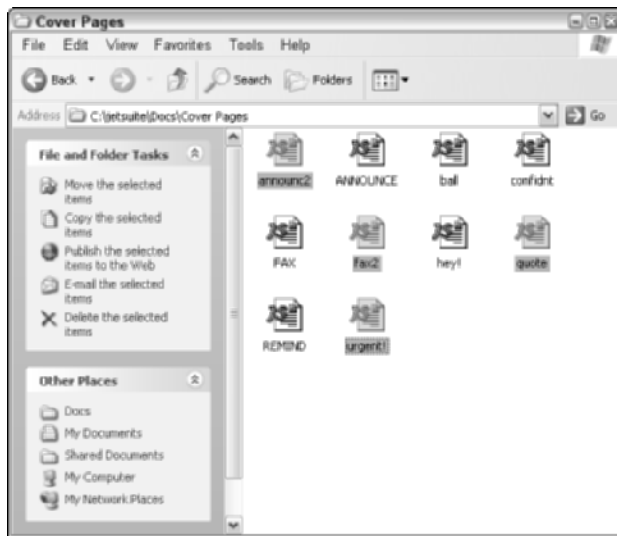 Cover Pages
File Edit View Favorites Tools Help
Back Search Folders
Address C:\jetsuite\Docs\Cover Pages Go
File and Folder Tasks
Move the selected
items
Copy the selected
items
Publish the selected
items to the Web
E-mail the selected
items
Delete the selected
items
Other Places
Docs
My Documents
Shared Documents
My Computer
My Network Places
announc2 ANNOUNCE ball confidnt
FAX Fax2 hey! quote
REMIND urgent!